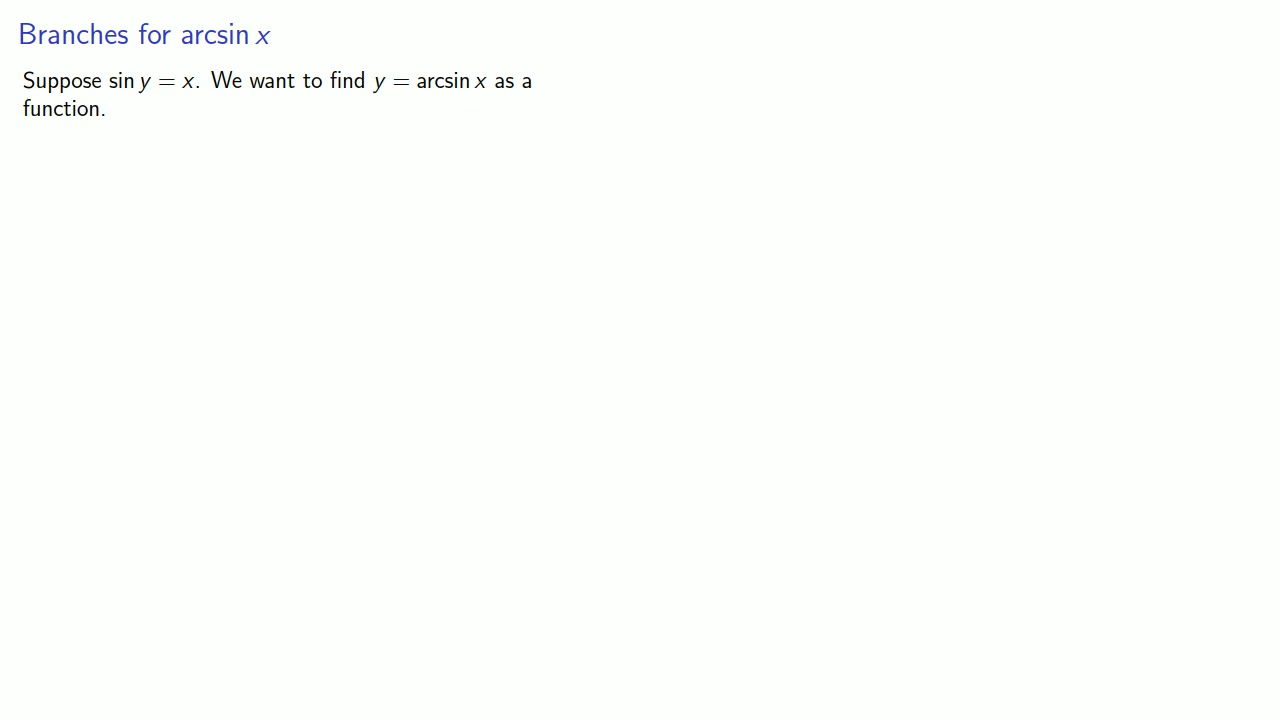 Branches for arcsin x
Suppose sin y = x. We want to find y = arcsin x as a
function.